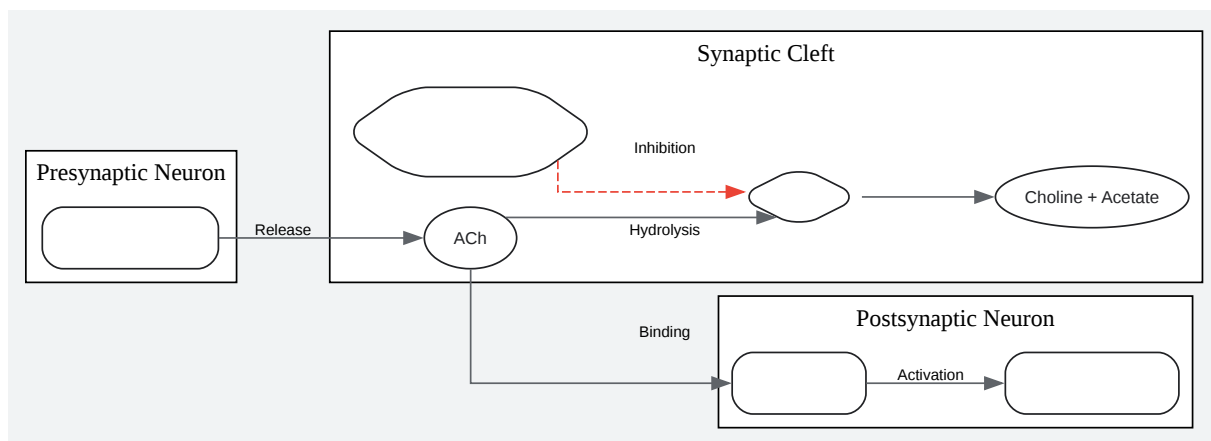 Synaptic Cleft
Inhibition
Presynaptic Neuron
Choline + Acetate
Release
ACh
Hydrolysis
Postsynaptic Neuron
Binding
Activation